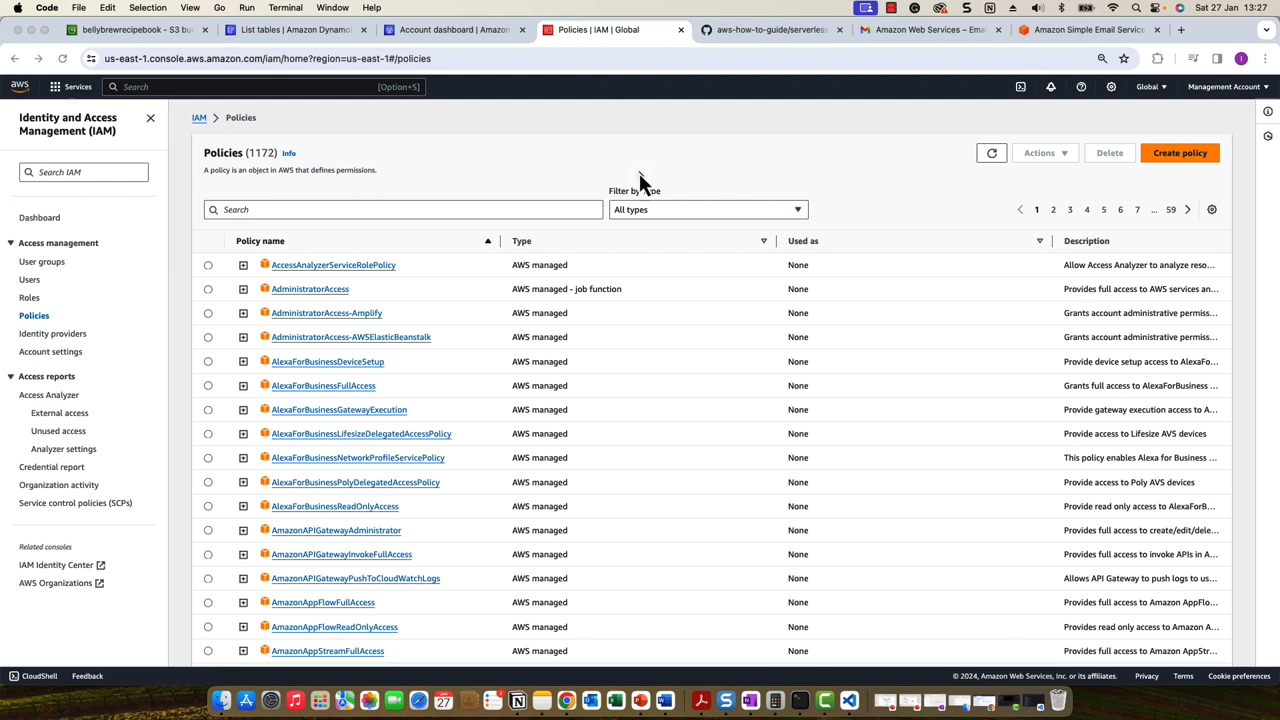 Code File Edit Selection View Go Run Terminal Window Help Sat 27 Jan 13:27
bellybrewrecipebook - S3 bu List tables | Amazon Dynamo Account dashboard | Amazon Policies | IAM | Global aws-how-to-guide/serverless Amazon Web Services – Emai Amazon Simple Email Service
us-east-1.console.aws.amazon.com/iam/home?region=us-east-1#/policies
aws Services Search [Option+S] Global Management Account
Identity and Access Management (IAM)
Search IAM
Dashboard
Access management
User groups
Users
Roles
Policies
Identity providers
Account settings
Access reports
Access Analyzer
External access
Unused access
Analyzer settings
Credential report
Organization activity
Service control policies (SCPs)
Related consoles
IAM Identity Center
AWS Organizations
IAM > Policies
Policies (1172) Info
A policy is an object in AWS that defines permissions.
Actions Delete Create policy
Filter by Type
Search All types 1 2 3 4 5 6 7 ... 59
Policy name Type Used as Description
AccessAnalyzerServiceRolePolicy AWS managed None Allow Access Analyzer to analyze reso...
AdministratorAccess AWS managed - job function None Provides full access to AWS services an...
AdministratorAccess-Amplify AWS managed None Grants account administrative permiss...
AdministratorAccess-AWSElasticBeanstalk AWS managed None Grants account administrative permiss...
AlexaForBusinessDeviceSetup AWS managed None Provide device setup access to AlexaFo...
AlexaForBusinessFullAccess AWS managed None Grants full access to AlexaForBusiness ...
AlexaForBusinessGatewayExecution AWS managed None Provide gateway execution access to A...
AlexaForBusinessLifesizeDelegatedAccessPolicy AWS managed None Provide access to Lifesize AVS devices
AlexaForBusinessNetworkProfileServicePolicy AWS managed None This policy enables Alexa for Business ...
AlexaForBusinessPolyDelegatedAccessPolicy AWS managed None Provide access to Poly AVS devices
AlexaForBusinessReadOnlyAccess AWS managed None Provide read only access to AlexaForB...
AmazonAPIGatewayAdministrator AWS managed None Provides full access to create/edit/dele...
AmazonAPIGatewayInvokeFullAccess AWS managed None Provides full access to invoke APIs in A...
AmazonAPIGatewayPushToCloudWatchLogs AWS managed None Allows API Gateway to push logs to us...
AmazonAppFlowFullAccess AWS managed None Provides full access to Amazon AppFlo...
AmazonAppFlowReadOnlyAccess AWS managed None Provides read only access to Amazon A...
AmazonAppStreamFullAccess AWS managed None Provides full access to Amazon AppStr...
CloudShell Feedback © 2024, Amazon Web Services, Inc. or its affiliates. Privacy Terms Cookie preferences